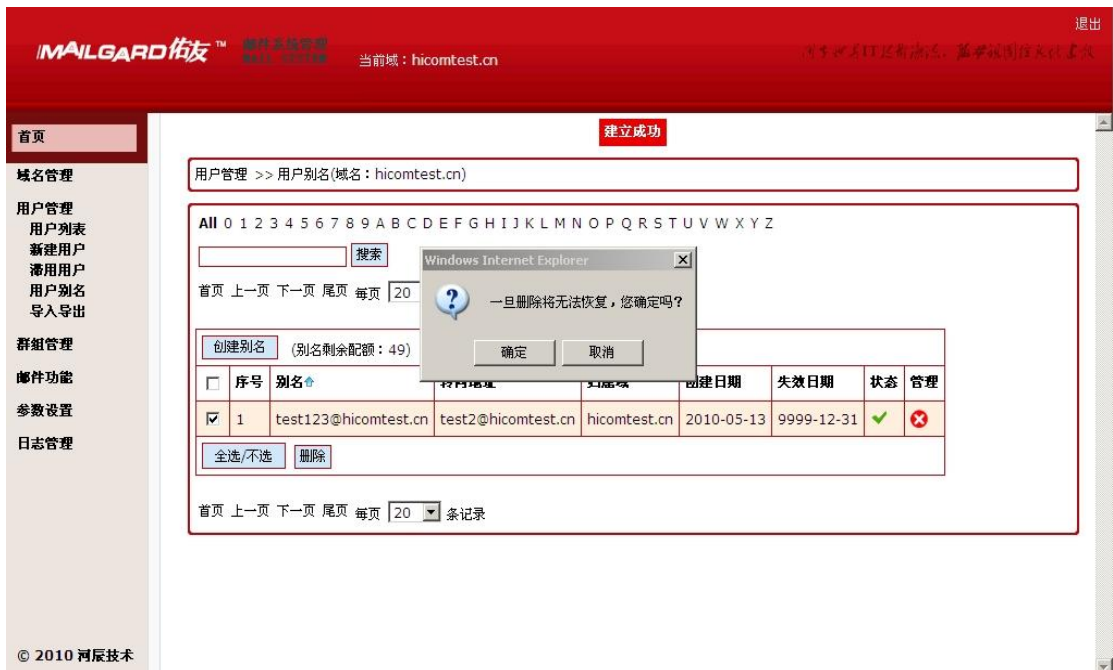 退出
MAILGARD佑友™
当前域：hicomtest.cn
建立成功
首页
域名管理
用户管理
用户列表
新建用户
滞用用户
用户别名
导入导出
群组管理
邮件功能
参数设置
日志管理
© 2010 河辰技术
用户管理 >> 用户别名(域名：hicomtest.cn)
All 0 1 2 3 4 5 6 7 8 9 A B C D E F G H I J K L M N O P Q R S T U V W X Y Z
搜索
首页 上一页 下一页 尾页 每页 20
Windows Internet Explorer
一旦删除将无法恢复，您确定吗?
确定 取消
创建别名 (别名剩余配额：49)
序号 别名 创建日期 失效日期 状态 管理
1 test123@hicomtest.cn test2@hicomtest.cn hicomtest.cn 2010-05-13 9999-12-31
全选/不选 删除
首页 上一页 下一页 尾页 每页 20 条记录